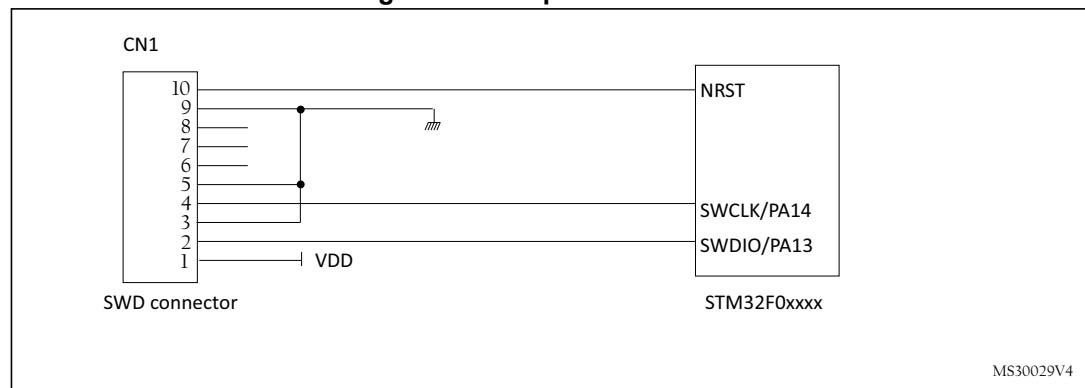 CN1
10
9
8
7
6
5
4
3
2
1
VDD
SWD connector
NRST
SWCLK/PA14
SWDIO/PA13
STM32F0xxxx
MS30029V4